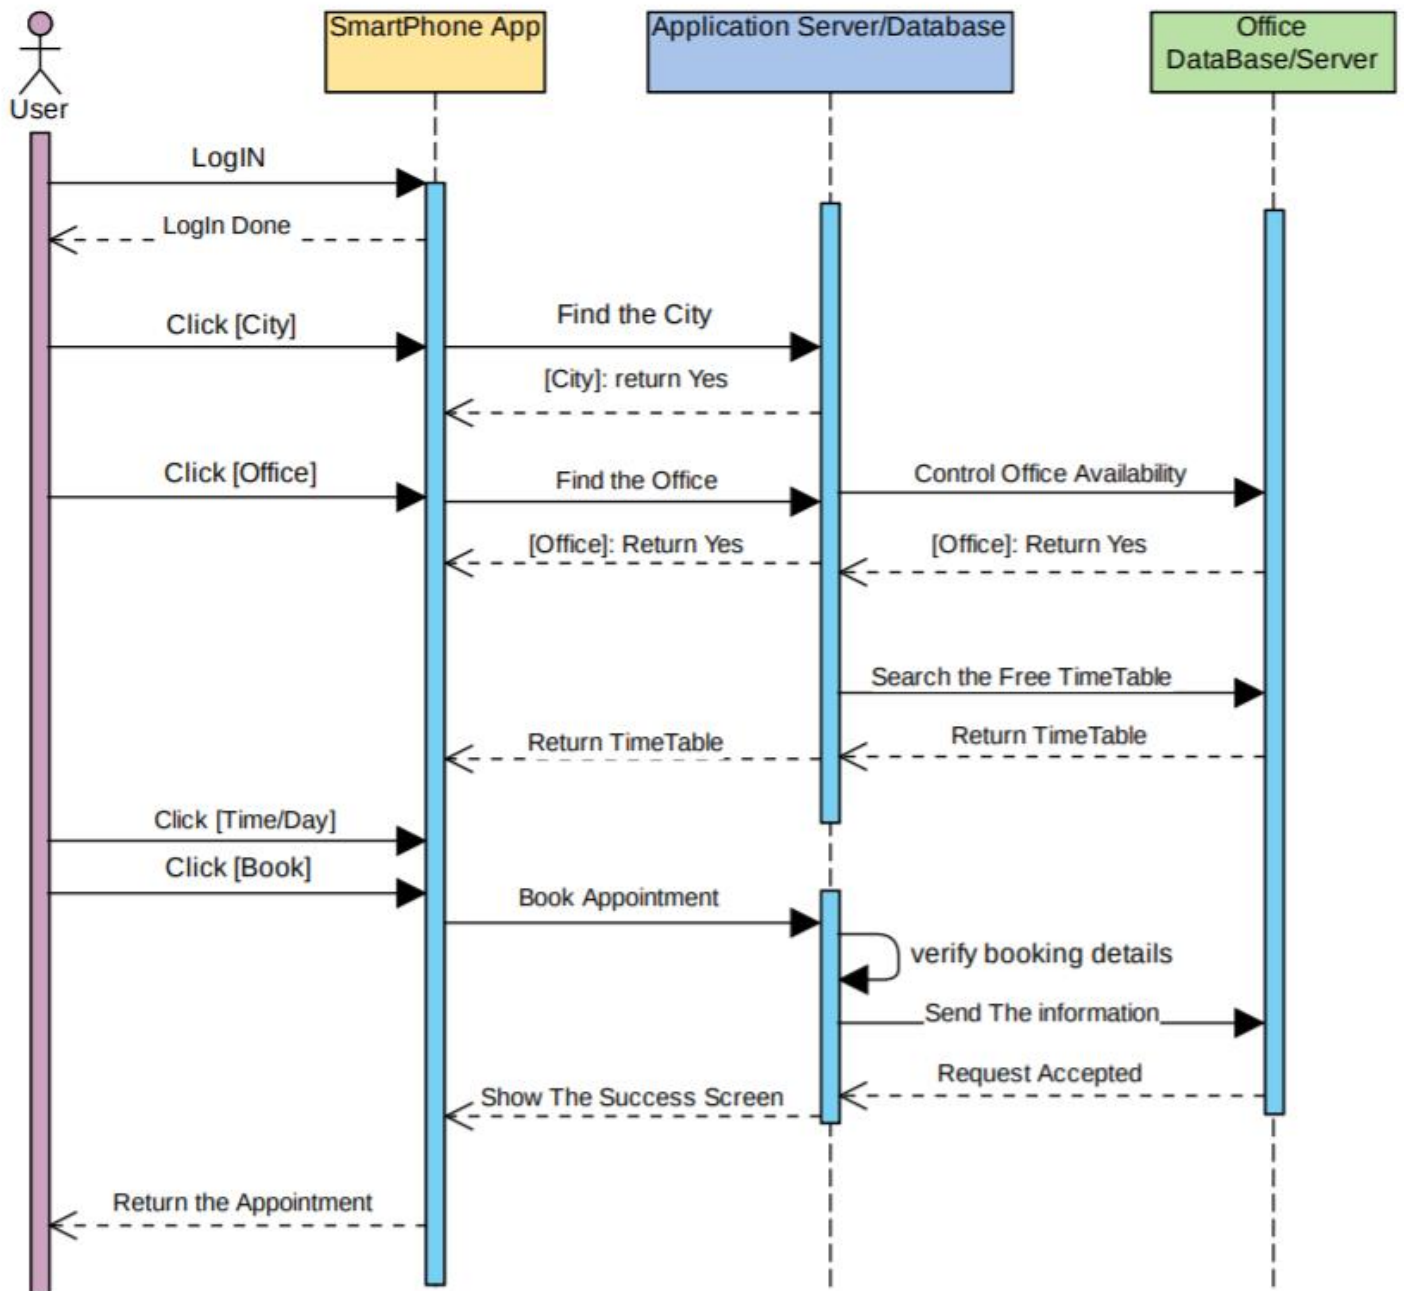 SmartPhone App
Application Server/Database
Office
DataBase/Server
User
LogIN
LogIn Done
Click [City]
Find the City
[City]: return Yes
Click [Office]
Find the Office
Control Office Availability
[Office]: Return Yes
[Office]: Return Yes
Search the Free TimeTable
Return TimeTable
Return TimeTable
Click [Time/Day]
Click [Book]
Book Appointment
verify booking details
Send The information
Request Accepted
Show The Success Screen
Return the Appointment